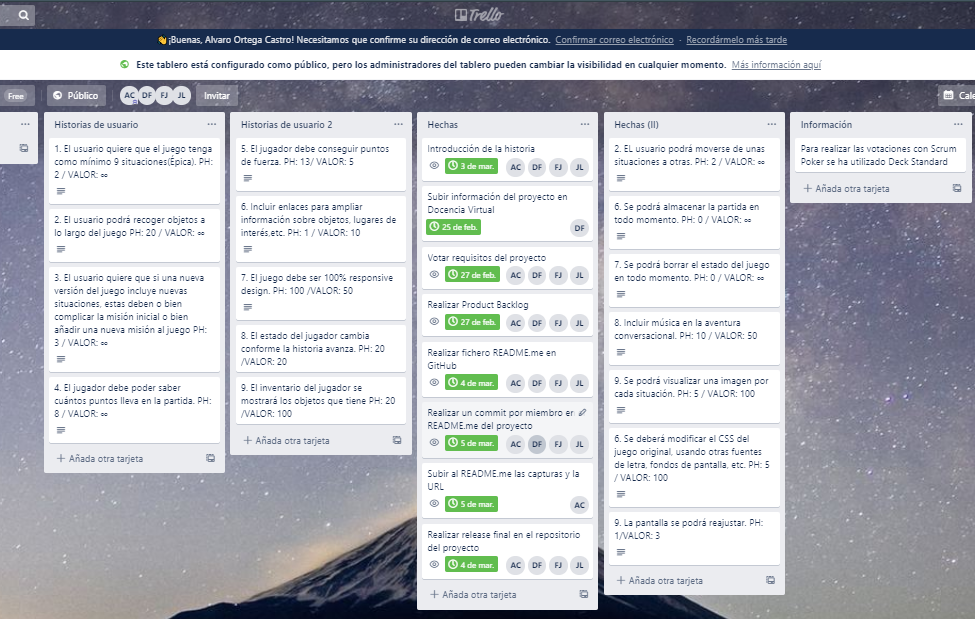 Trello
¡Buenas, Alvaro Ortega Castro! Necesitamos que confirme su dirección de correo electrónico. Confirmar correo electrónico · Recordármelo más tarde
Este tablero está configurado como público, pero los administradores del tablero pueden cambiar la visibilidad en cualquier momento. Más información aquí
Free Público AC DF FJ JL Invitar
Historias de usuario
1. El usuario quiere que el juego tenga
como mínimo 9 situaciones(Épica). PH:
2 / VALOR: ∞
2. El usuario podrá recoger objetos a
lo largo del juego PH: 20 / VALOR: ∞
3. El usuario quiere que si una nueva
versión del juego incluye nuevas
situaciones, estas deben o bien
complicar la misión inicial o bien
añadir una nueva misión al juego PH:
3 / VALOR: ∞
4. El jugador debe poder saber
cuántos puntos lleva en la partida. PH:
8 / VALOR: ∞
Añada otra tarjeta
Historias de usuario 2
5. El jugador debe conseguir puntos
de fuerza. PH: 13/ VALOR: 5
6. Incluir enlaces para ampliar
información sobre objetos, lugares de
interés,etc. PH: 1 / VALOR: 10
7. El juego debe ser 100% responsive
design. PH: 100 /VALOR: 50
8. El estado del jugador cambia
conforme la historia avanza. PH: 20
/VALOR: 20
9. El inventario del jugador se
mostrará los objetos que tiene PH: 20
/VALOR: 100
Añada otra tarjeta
Hechas
Introducción de la historia
3 de mar. AC DF FJ JL
Subir información del proyecto en
Docencia Virtual
25 de feb. DF
Votar requisitos del proyecto
27 de feb. AC DF FJ JL
Realizar Product Backlog
27 de feb. AC DF FJ JL
Realizar fichero README.me en
GitHub
4 de mar. AC DF FJ JL
Realizar un commit por miembro en
README.me del proyecto
5 de mar. AC DF FJ JL
Subir al README.me las capturas y la
URL
5 de mar. AC
Realizar release final en el repositorio
del proyecto
4 de mar. AC DF FJ JL
Añada otra tarjeta
Hechas (II)
2. EL usuario podrá moverse de unas
situaciones a otras. PH: 2 / VALOR: ∞
6. Se podrá almacenar la partida en
todo momento. PH: 0 / VALOR: ∞
7. Se podrá borrar el estado del juego
en todo momento. PH: 0 / VALOR: ∞
8. Incluir música en la aventura
conversacional. PH: 10 / VALOR: 50
9. Se podrá visualizar una imagen por
cada situación. PH: 5 / VALOR: 100
6. Se deberá modificar el CSS del
juego original, usando otras fuentes
de letra, fondos de pantalla, etc. PH: 5
/ VALOR: 100
9. La pantalla se podrá reajustar. PH:
1/VALOR: 3
Añada otra tarjeta
Información
Para realizar las votaciones con Scrum
Poker se ha utilizado Deck Standard
Añada otra tarjeta
Cale